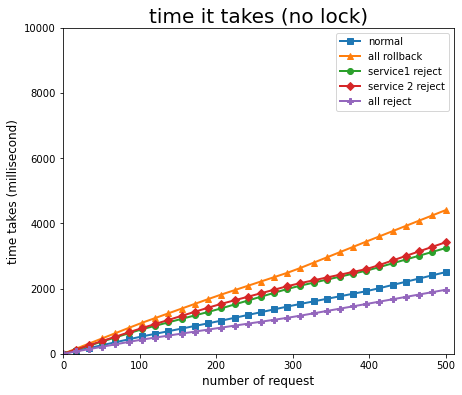 time it takes (no lock)
10000
8000
6000
4000
2000
0
time takes (millisecond)
normal
all rollback
service1 reject
service 2 reject
all reject
0
100
200
300
400
500
number of request